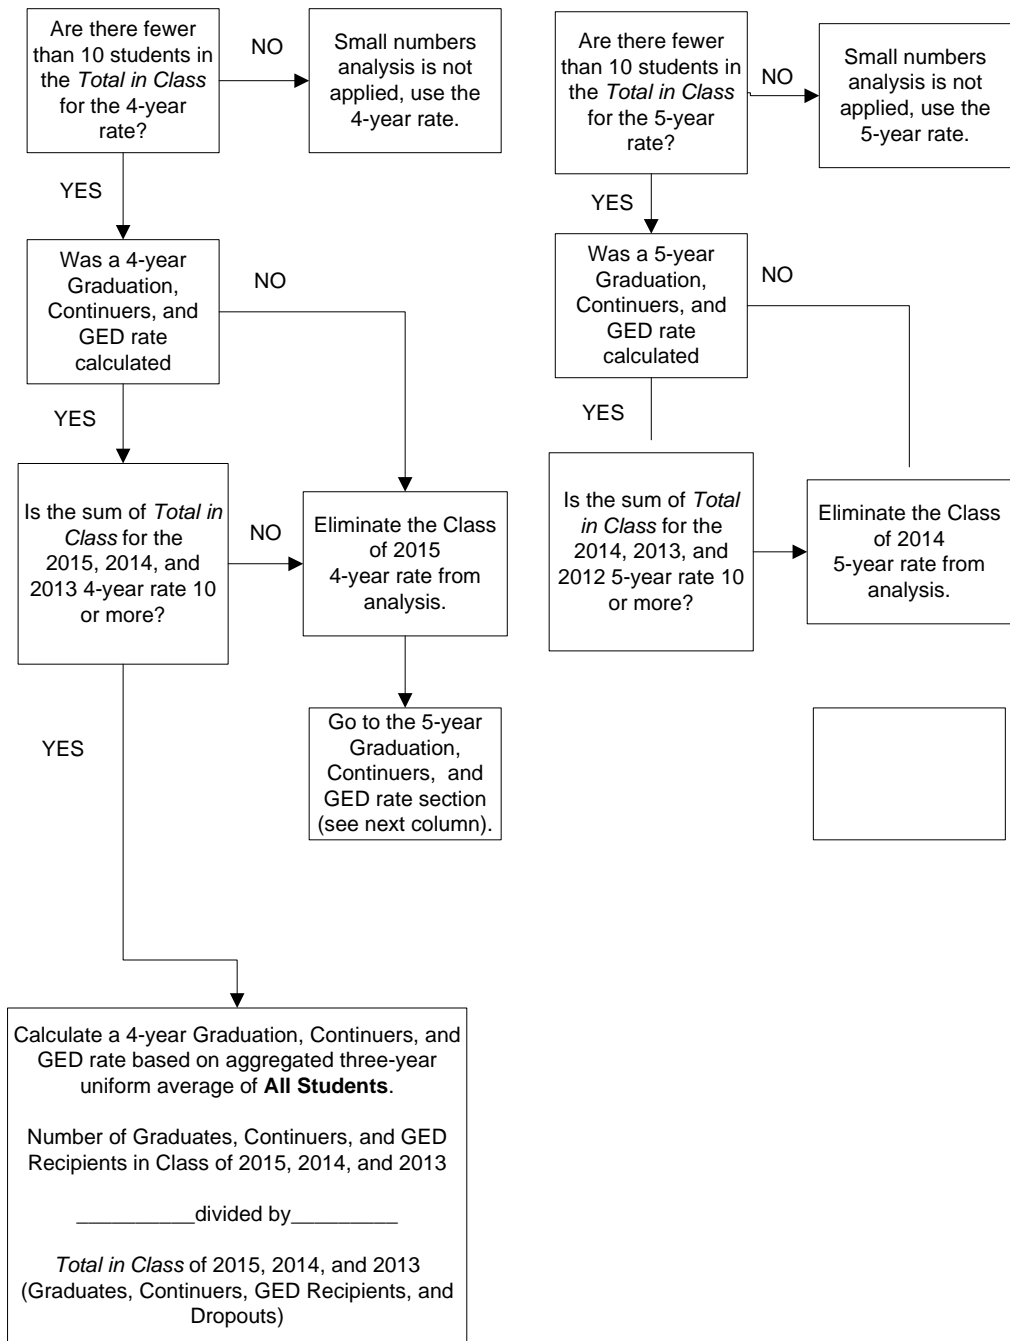 Are there fewer
than 10 students in
the Total in Class
for the 4-year
rate?
NO
Small numbers
analysis is not
applied, use the
4-year rate.
YES
Was a 4-year
Graduation,
Continuers, and
GED rate
calculated
NO
YES
Is the sum of Total in
Class for the
2015, 2014, and
2013 4-year rate 10
or more?
NO
Eliminate the Class
of 2015
4-year rate from
analysis.
Go to the 5-year
Graduation,
Continuers, and
GED rate section
(see next column).
YES
Calculate a 4-year Graduation, Continuers, and
GED rate based on aggregated three-year
uniform average of All Students.
Number of Graduates, Continuers, and GED
Recipients in Class of 2015, 2014, and 2013
__________divided by_________
Total in Class of 2015, 2014, and 2013
(Graduates, Continuers, GED Recipients, and
Dropouts)
Are there fewer
than 10 students in
the Total in Class
for the 5-year
rate?
NO
Small numbers
analysis is not
applied, use the
5-year rate.
YES
Was a 5-year
Graduation,
Continuers, and
GED rate
calculated
NO
YES
Is the sum of Total
in Class for the
2014, 2013, and
2012 5-year rate 10
or more?
Eliminate the Class
of 2014
5-year rate from
analysis.